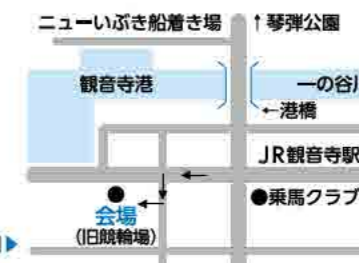 ニューいぶき船着き場
↑琴弾公園
観音寺港
一の谷川
←港橋
JR観音寺駅
●乗馬クラブ
会場
(旧競輪場)